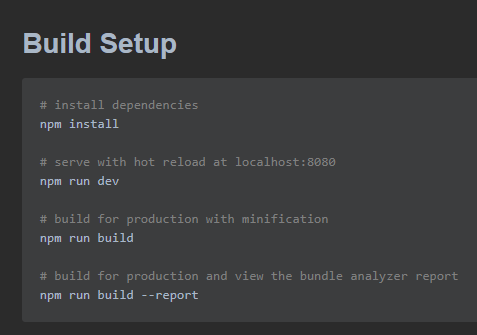 Build Setup
# install dependencies
npm install
# serve with hot reload at localhost:8080
npm run dev
# build for production with minification
npm run build
# build for production and view the bundle analyzer report
npm run build --report